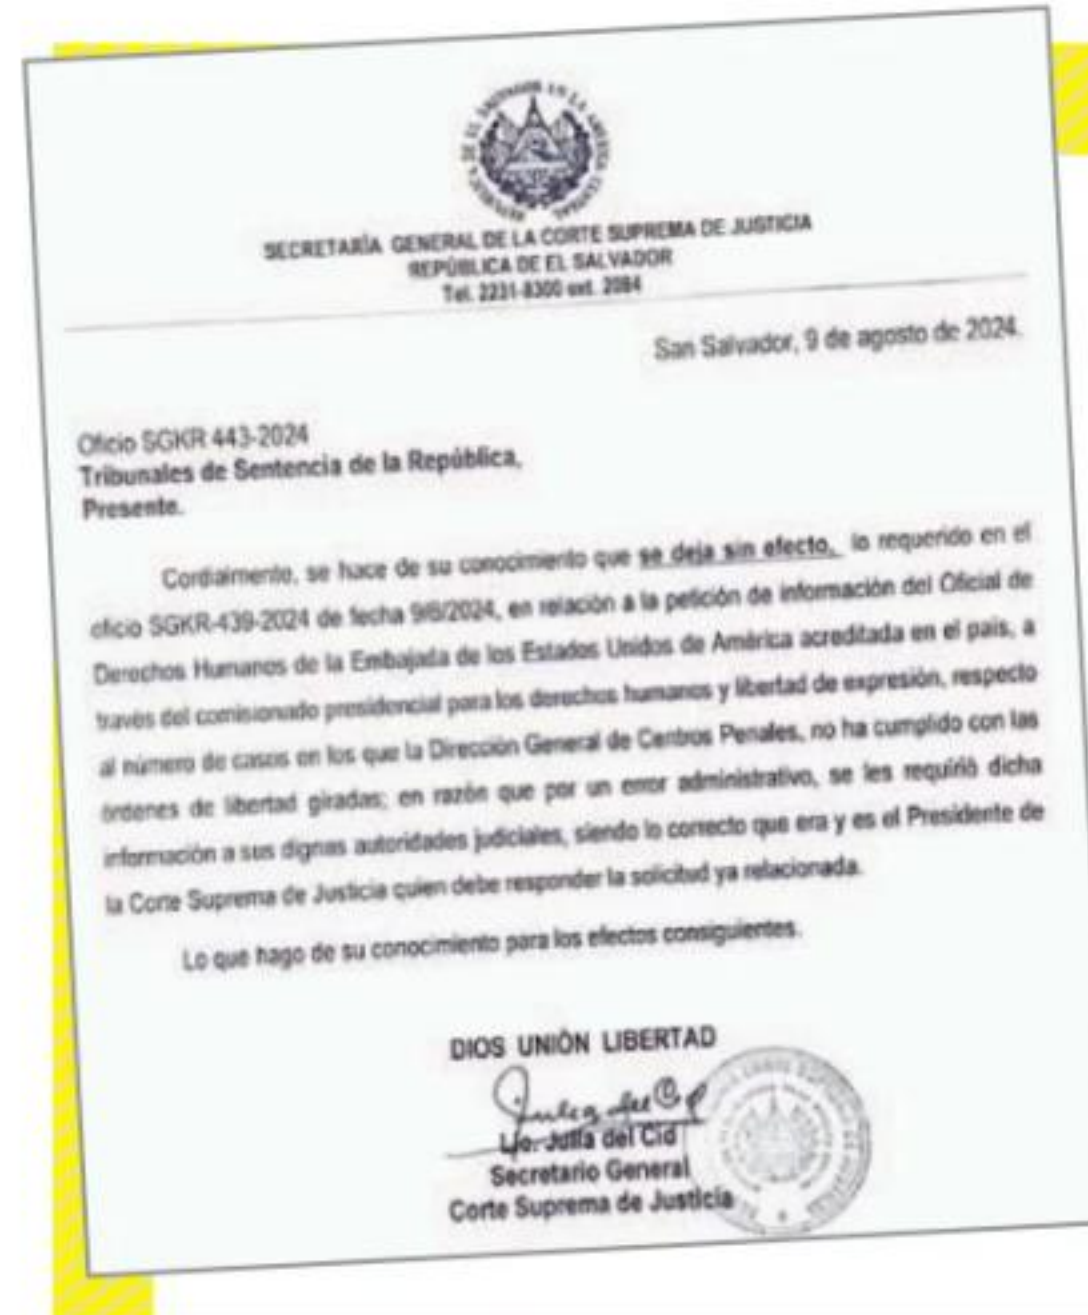 REPÚBLICA DE EL SALVADOR EN LA AMÉRICA CENTRAL
SECRETARÍA GENERAL DE LA CORTE SUPREMA DE JUSTICIA
REPÚBLICA DE EL SALVADOR
Tel. 2231-8300 ext. 2084
San Salvador, 9 de agosto de 2024.
Oficio SGKR 443-2024
Tribunales de Sentencia de la República,
Presente.
Cordialmente, se hace de su conocimiento que se deja sin efecto, lo requerido en el
oficio SGKR-439-2024 de fecha 9/8/2024, en relación a la petición de información del Oficial de
Derechos Humanos de la Embajada de los Estados Unidos de América acreditada en el país, a
través del comisionado presidencial para los derechos humanos y libertad de expresión, respecto
al número de casos en los que la Dirección General de Centros Penales, no ha cumplido con las
órdenes de libertad giradas; en razón que por un error administrativo, se les requirió dicha
información a sus dignas autoridades judiciales, siendo lo correcto que era y es el Presidente de
la Corte Suprema de Justicia quien debe responder la solicitud ya relacionada.
Lo que hago de su conocimiento para los efectos consiguientes.
DIOS UNIÓN LIBERTAD
Lic. Julia del Cid
Secretario General
Corte Suprema de Justicia